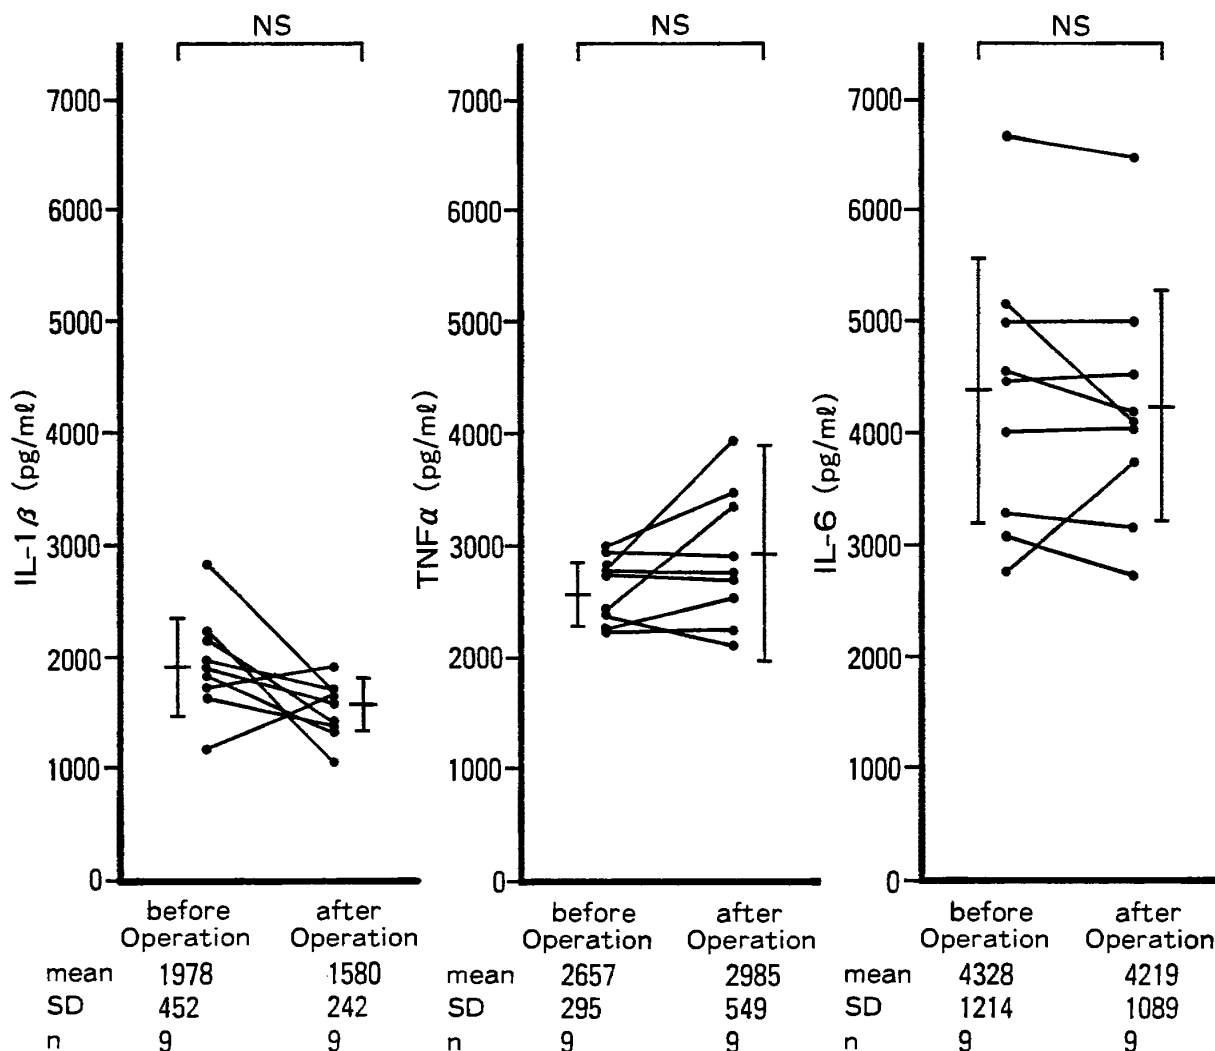 NS NS NS
7000 7000 7000
6000 6000 6000
5000 5000 5000
4000 4000 4000
3000 3000 3000
2000 2000 2000
1000 1000 1000
0 0 0
IL-1β (pg/mℓ)
TNFα (pg/mℓ)
IL-6 (pg/mℓ)
before after before after before after
Operation Operation Operation Operation Operation Operation
mean 1978 1580 mean 2657 2985 mean 4328 4219
SD 452 242 SD 295 549 SD 1214 1089
n 9 9 n 9 9 n 9 9